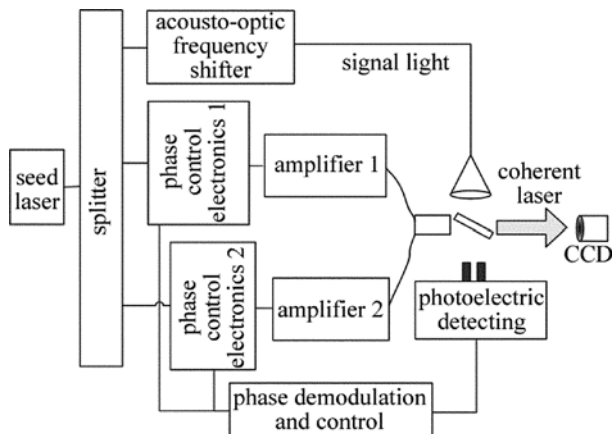 acousto-optic
frequency
shifter
signal light
seed
laser
splitter
phase
control
electronics 1
amplifier 1
coherent
laser
CCD
phase
control
electronics 2
amplifier 2
photoelectric
detecting
phase demodulation
and control